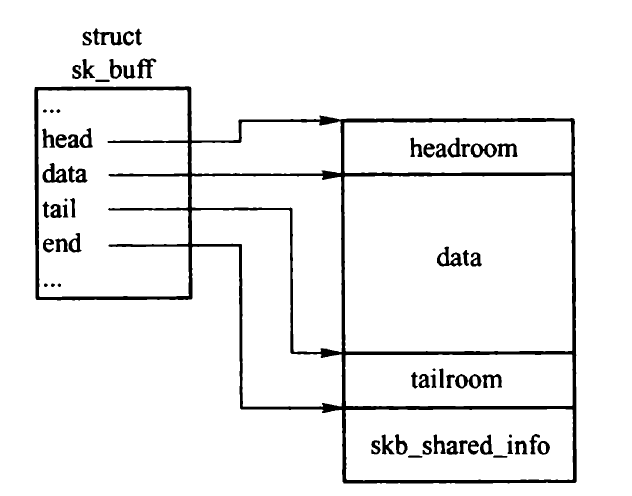 struct
sk_buff
...
head
data
tail
end
...
headroom
data
tailroom
skb_shared_info